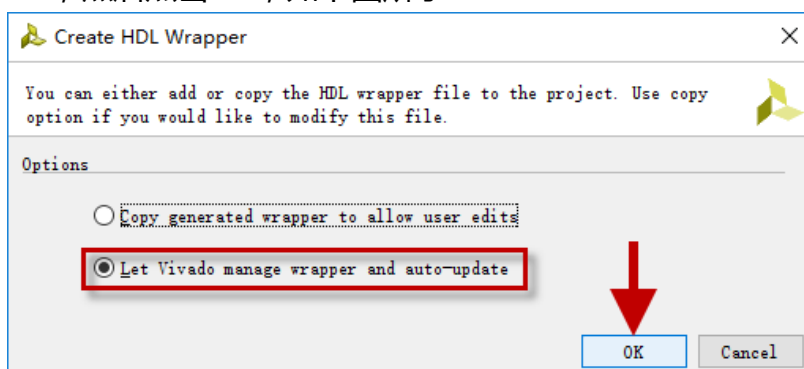 Create HDL Wrapper
You can either add or copy the HDL wrapper file to the project. Use copy
option if you would like to modify this file.
Options
Copy generated wrapper to allow user edits
Let Vivado manage wrapper and auto-update
OK
Cancel